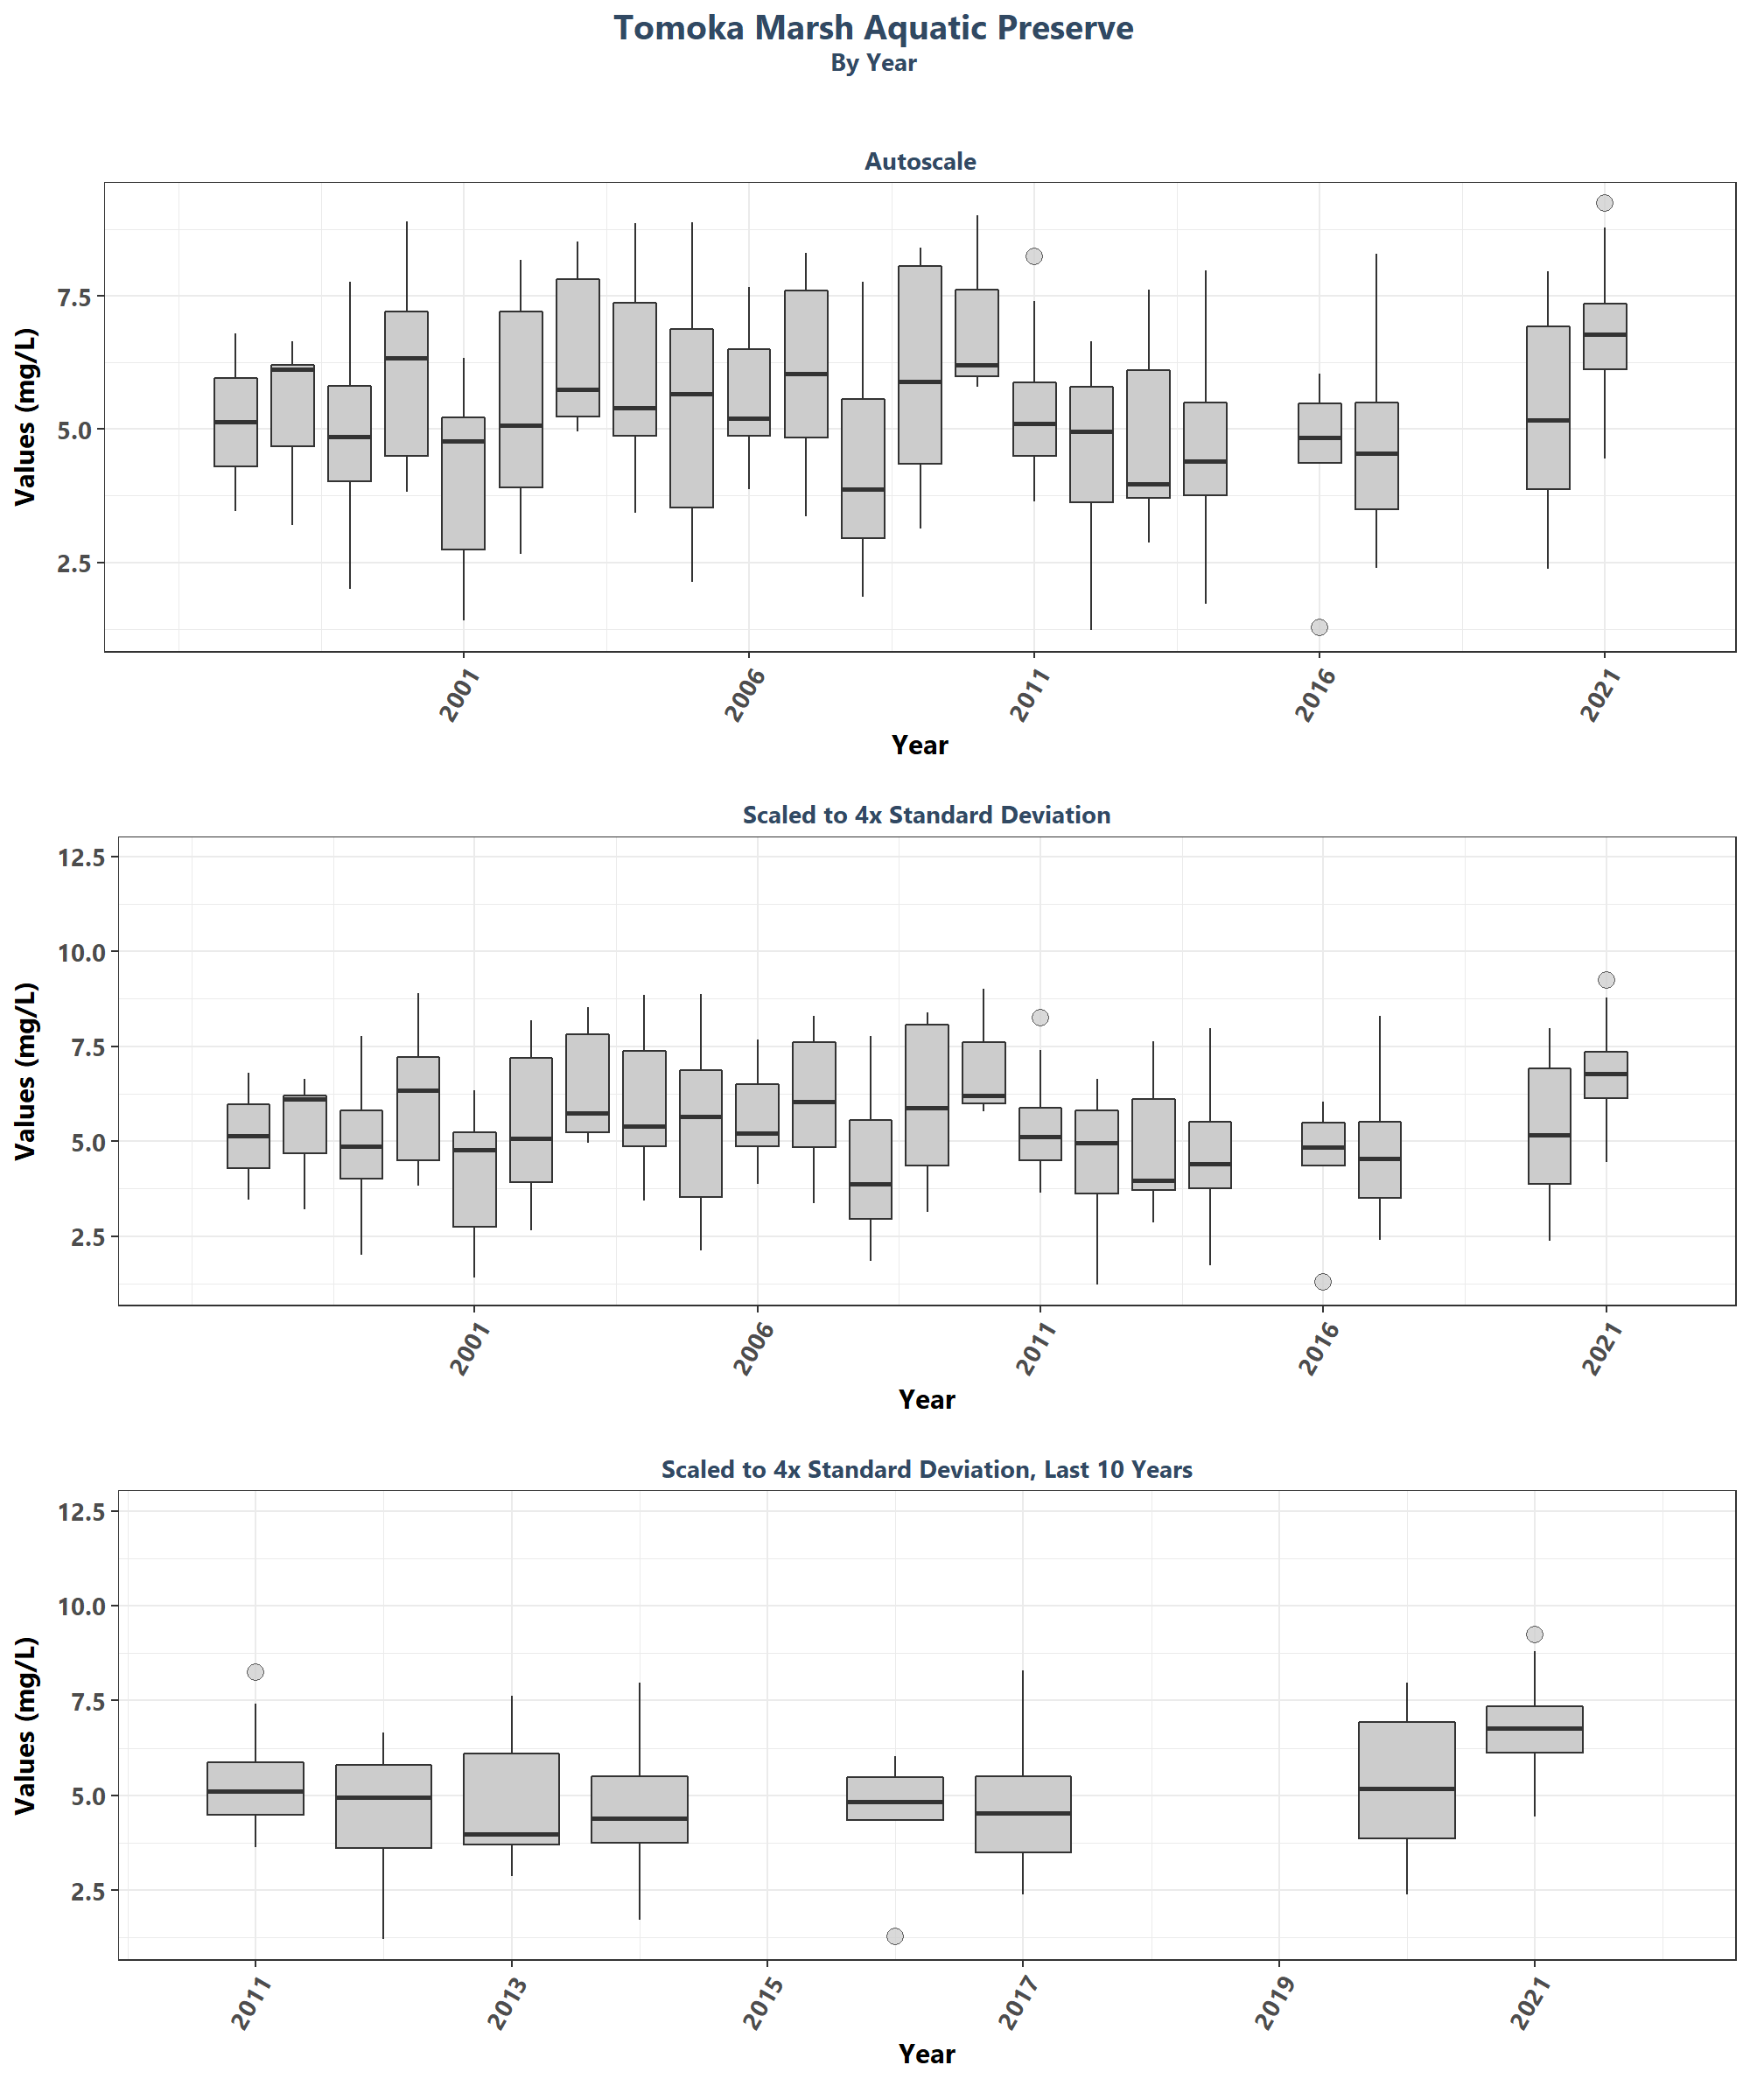 Tomoka Marsh Aquatic Preserve
By Year
Autoscale
Values (mg/L)
7.5
5.0
2.5
2001
2006
2011
2016
2021
Year
Scaled to 4x Standard Deviation
Values (mg/L)
12.5
10.0
7.5
5.0
2.5
2001
2006
2011
2016
2021
Year
Scaled to 4x Standard Deviation, Last 10 Years
Values (mg/L)
12.5
10.0
7.5
5.0
2.5
2011
2013
2015
2017
2019
2021
Year